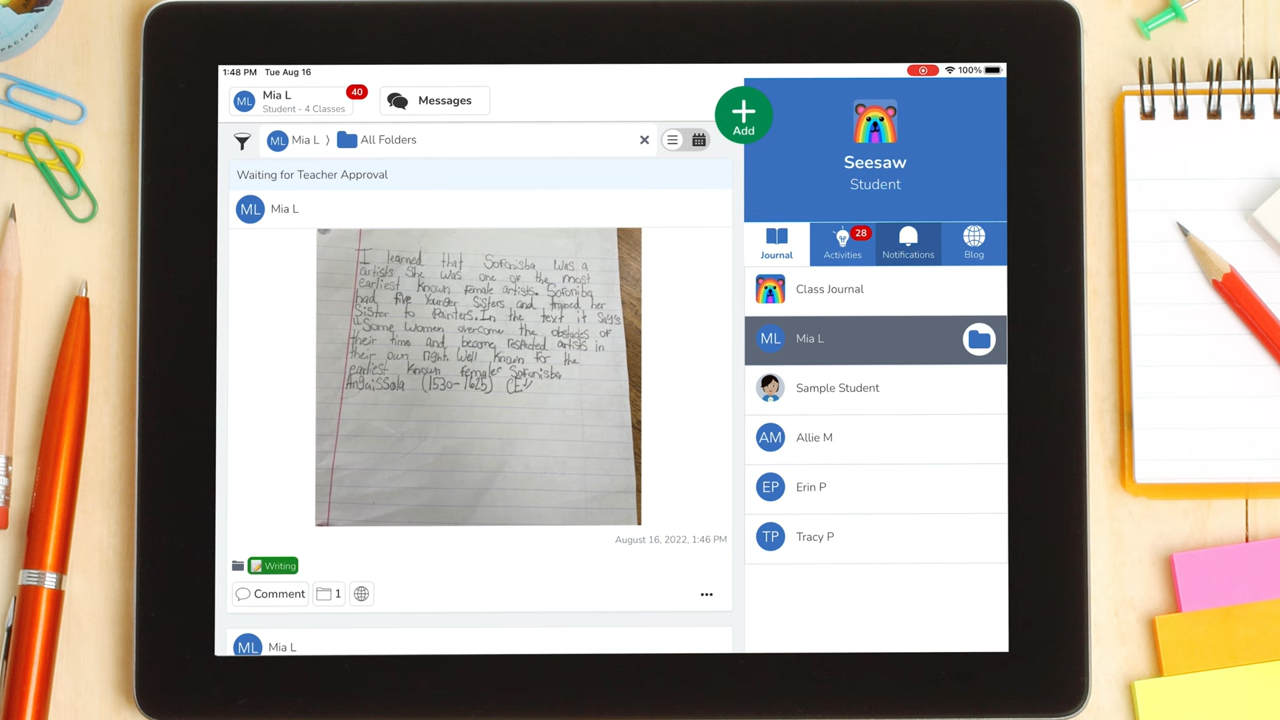 PACIFIC
1:48 PM Tue Aug 16
100%
Mia L
ML
Student - 4 Classes
40
Messages
Add
ML Mia L ⟩ All Folders
Waiting for Teacher Approval
ML Mia L
I learned that Sofonisba was a
artists She was one of the most
earliest known female artists. Sofoniba
had five younger Sisters and trained her
Sister to Painters. In the text it say's
"Some women overcome the obstacles of
their time and became respected artists in
their own right. Well known for the
earliest known females Sofonisba
Anguissola (1530-1625)
August 16, 2022, 1:46 PM
Writing
Comment
1
ML Mia L
Seesaw
Student
Journal
Activities
28
Notifications
Blog
Class Journal
ML Mia L
Sample Student
AM Allie M
EP Erin P
TP Tracy P